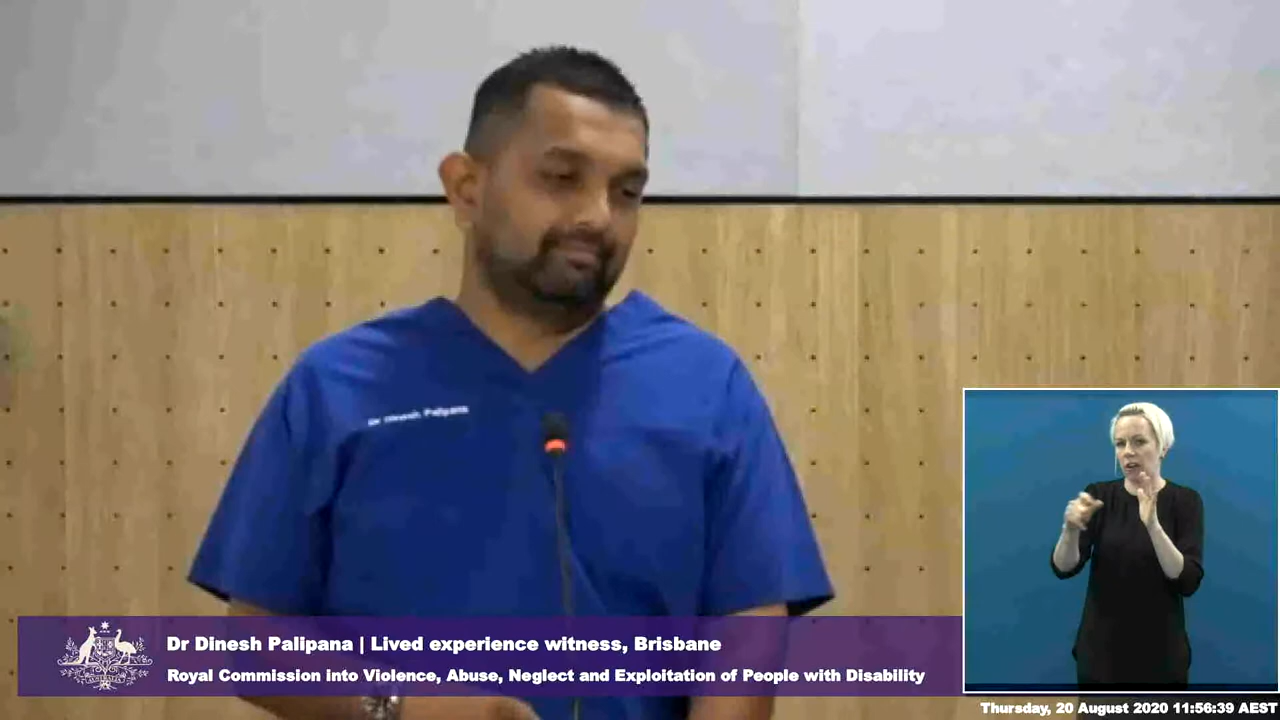 Dr Dinesh Palipana
Dr Dinesh Palipana | Lived experience witness, Brisbane
Royal Commission into Violence, Abuse, Neglect and Exploitation of People with Disability
AUSTRALIA
Thursday, 20 August 2020 11:56:39 AEST